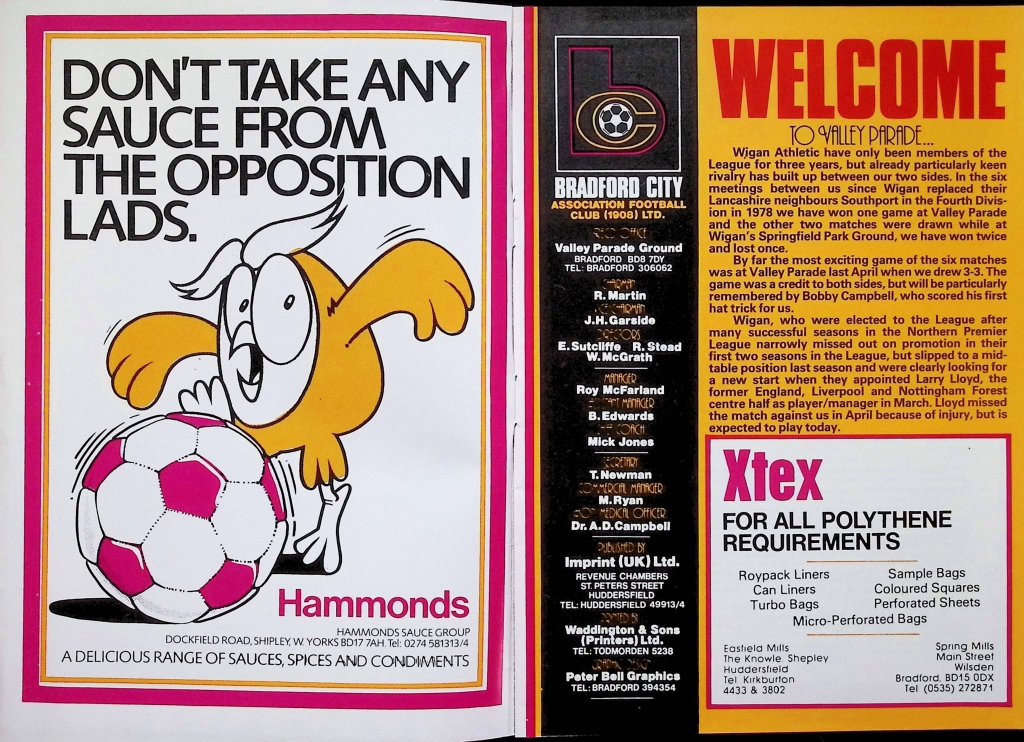 DON'T TAKE ANY
SAUCE FROM
THE OPPOSITION
LADS.
Hammonds
HAMMONDS SAUCE GROUP
DOCKFIELD ROAD, SHIPLEY, W. YORKS BD17 7AH. Tel: 0274 581313/4
A DELICIOUS RANGE OF SAUCES, SPICES AND CONDIMENTS
bc
BRADFORD CITY
ASSOCIATION FOOTBALL
CLUB (1908) LTD.
OFFICE
Valley Parade Ground
BRADFORD BD8 7DY
TEL: BRADFORD 306062
CHAIRMAN
R. Martin
VICE CHAIRMAN
J.H. Garside
DIRECTORS
E. Sutcliffe R. Stead
W. McGrath
MANAGER
Roy McFarland
ASSISTANT MANAGER
B. Edwards
COACH
Mick Jones
SECRETARY
T. Newman
COMMERCIAL MANAGER
M. Ryan
MEDICAL OFFICER
Dr. A.D. Campbell
PUBLISHED BY
Imprint (UK) Ltd.
REVENUE CHAMBERS
ST. PETERS STREET
HUDDERSFIELD
TEL: HUDDERSFIELD 49913/4
PRINTED BY
Waddington & Sons
(Printers) Ltd.
TEL: TODMORDEN 5238
GRAPHIC DESIGN
Peter Bell Graphics
TEL: BRADFORD 394354
WELCOME
TO VALLEY PARADE...
Wigan Athletic have only been members of the
League for three years, but already particularly keen
rivalry has built up between our two sides. In the six
meetings between us since Wigan replaced their
Lancashire neighbours Southport in the Fourth Divis-
ion in 1978 we have won one game at Valley Parade
and the other two matches were drawn while at
Wigan's Springfield Park Ground, we have won twice
and lost once.
By far the most exciting game of the six matches
was at Valley Parade last April when we drew 3-3. The
game was a credit to both sides, but will be particularly
remembered by Bobby Campbell, who scored his first
hat trick for us.
Wigan, who were elected to the League after
many successful seasons in the Northern Premier
League narrowly missed out on promotion in their
first two seasons in the League, but slipped to a mid-
table position last season and were clearly looking for
a new start when they appointed Larry Lloyd, the
former England, Liverpool and Nottingham Forest
centre half as player/manager in March. Lloyd missed
the match against us in April because of injury, but is
expected to play today.
Xtex
FOR ALL POLYTHENE
REQUIREMENTS
Roypack Liners
Can Liners
Turbo Bags
Sample Bags
Coloured Squares
Perforated Sheets
Micro-Perforated Bags
Eastfield Mills
The Knowle, Shepley
Huddersfield
Tel Kirkburton
4433 & 3802
Spring Mills
Main Street
Wilsden
Bradford, BD15 0DX
Tel (0535) 272871